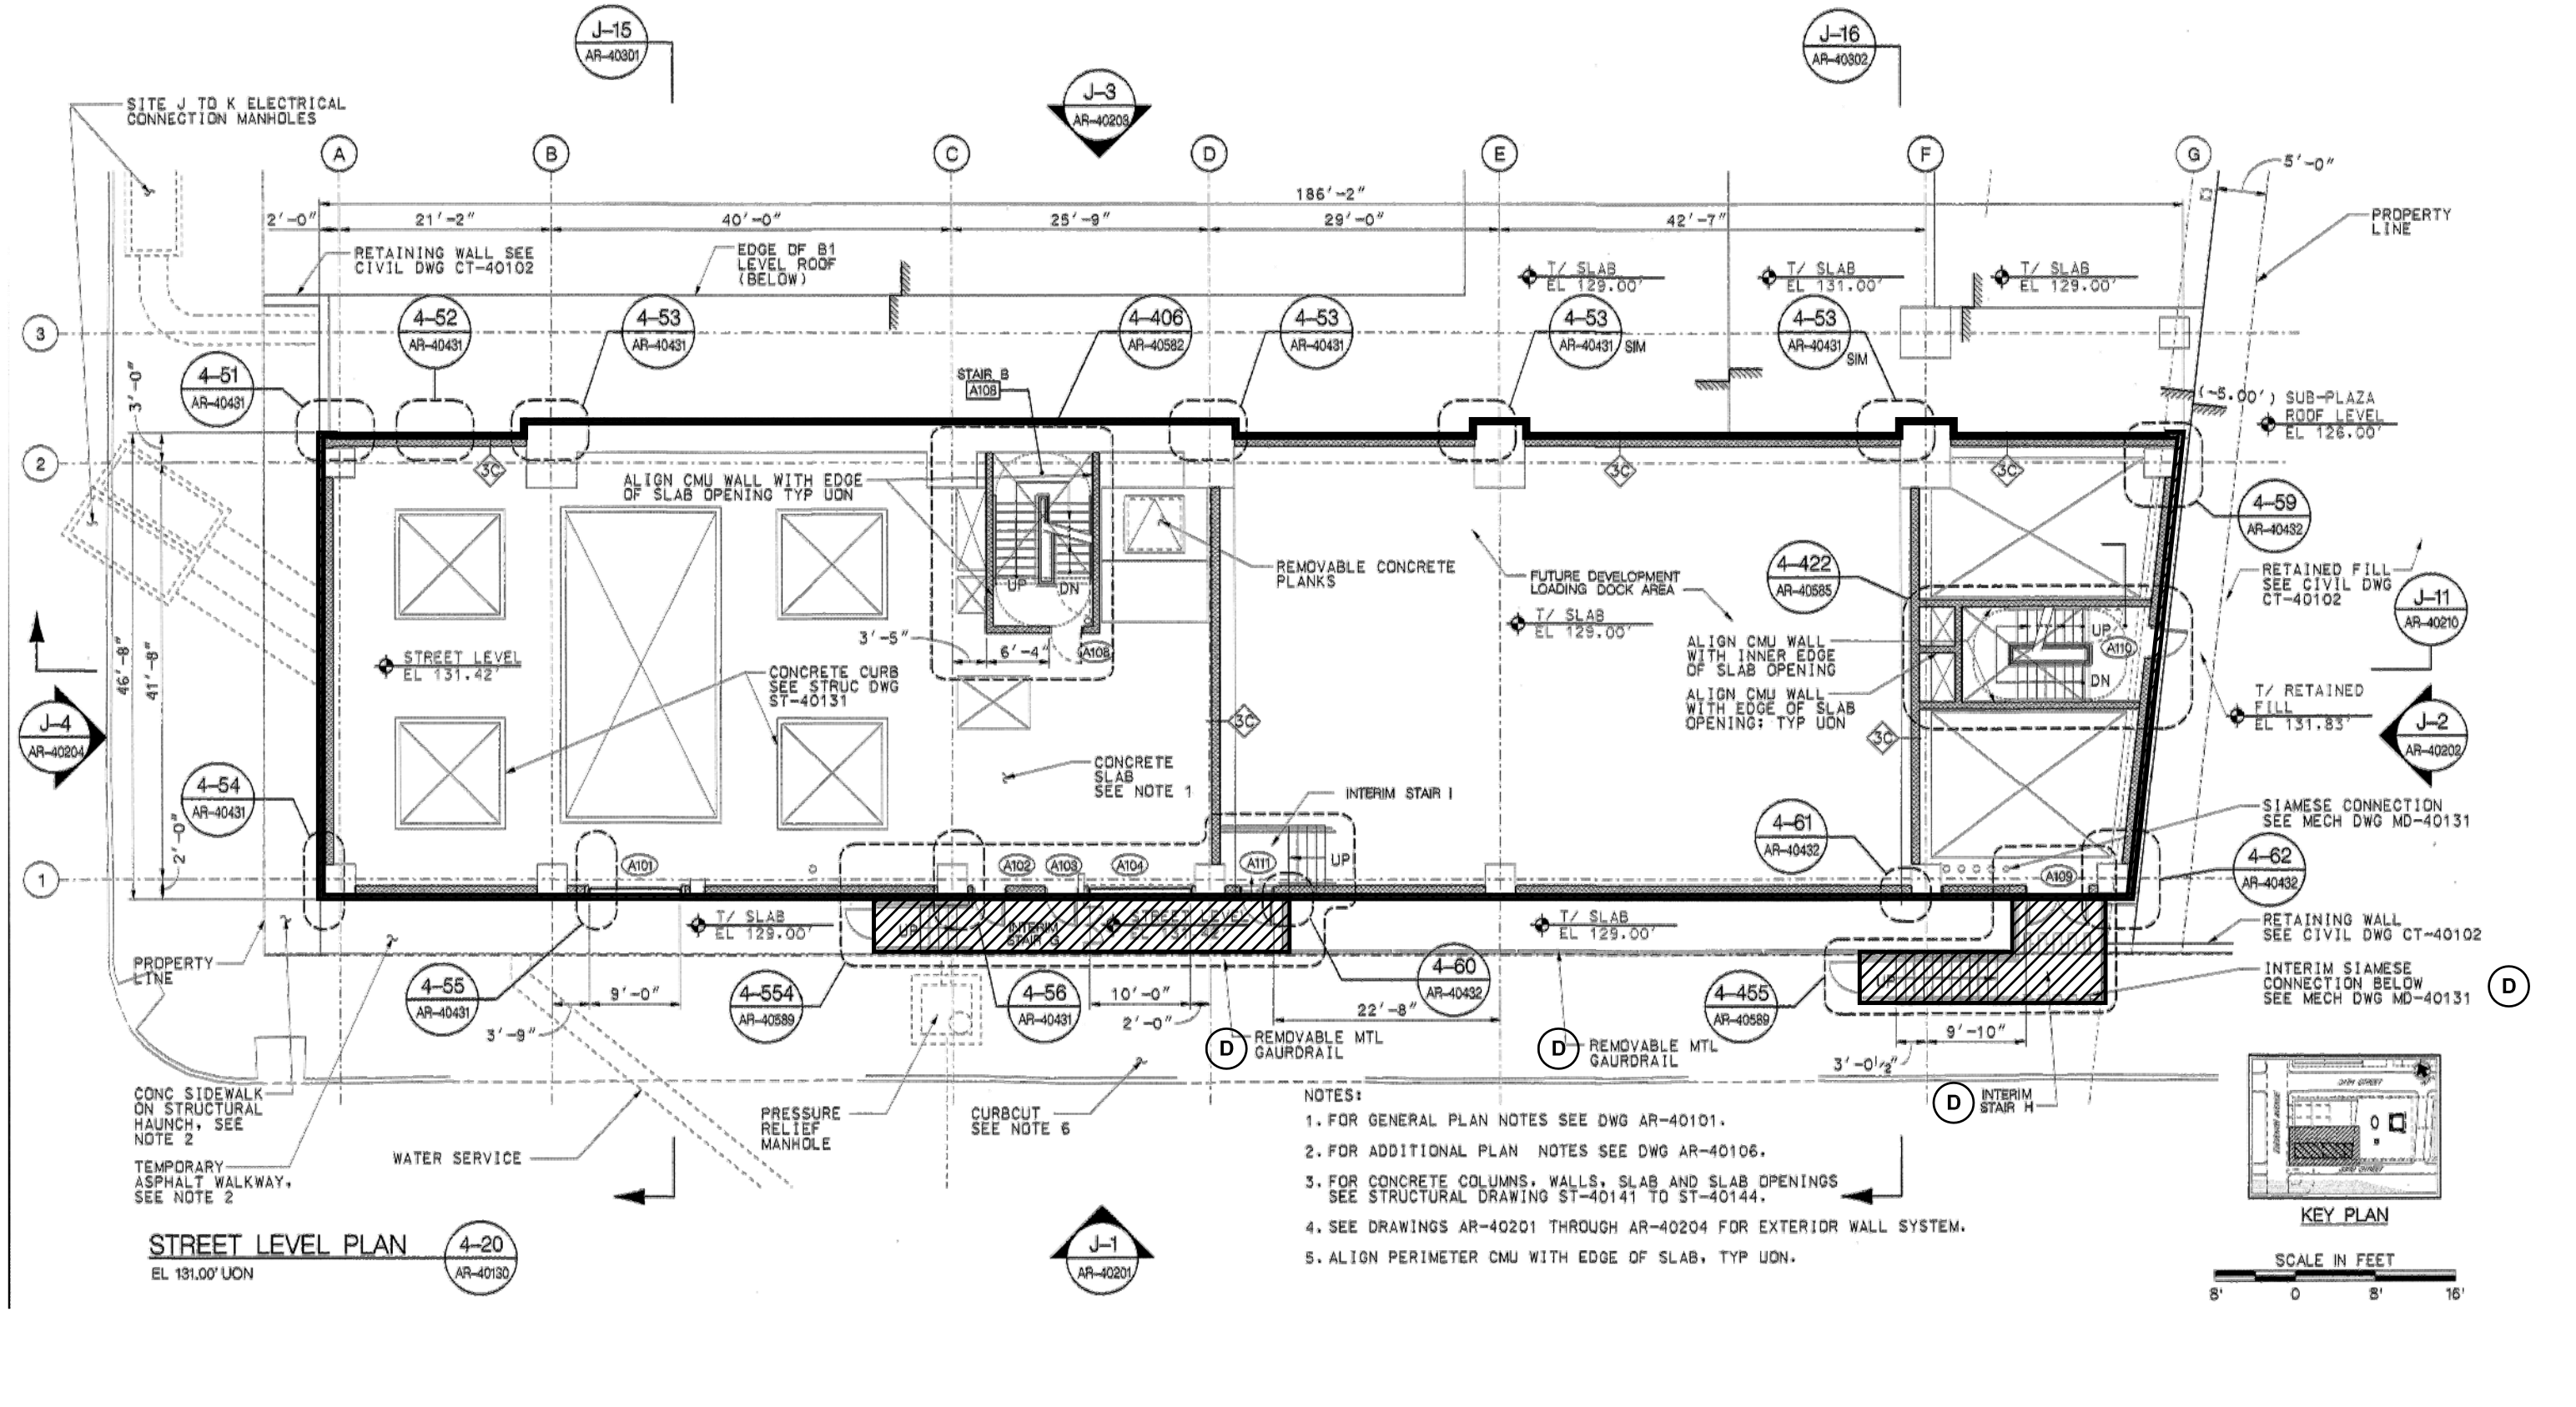 J-15
AR-40301
J-16
AR-40302
J-3
AR-40203
SITE J TO K ELECTRICAL
CONNECTION MANHOLES
A
B
C
D
E
F
G
5'-0"
186'-2"
2'-0"
21'-2"
40'-0"
25'-9"
29'-0"
42'-7"
PROPERTY
LINE
RETAINING WALL SEE
CIVIL DWG CT-40102
EDGE OF B1
LEVEL ROOF
(BELOW)
T/ SLAB
EL 129.00'
T/ SLAB
EL 131.00'
T/ SLAB
EL 129.00'
3
4-52
AR-40431
4-53
AR-40431
4-406
AR-40582
4-53
AR-40431
4-53
AR-40431
SIM
4-53
AR-40431
SIM
4-51
AR-40431
3'-0"
STAIR B
A108
(-5.00') SUB-PLAZA
ROOF LEVEL
EL 126.00'
2
3C
ALIGN CMU WALL WITH EDGE
OF SLAB OPENING TYP UON
3C
3C
4-59
AR-40432
REMOVABLE CONCRETE
PLANKS
FUTURE DEVELOPMENT
LOADING DOCK AREA
4-422
AR-40585
RETAINED FILL
SEE CIVIL DWG
CT-40102
J-11
AR-40210
UP
DN
T/ SLAB
EL 129.00'
3'-5"
6'-4"
A108
ALIGN CMU WALL
WITH INNER EDGE
OF SLAB OPENING
UP
A110
DN
46'-8"
41'-8"
STREET LEVEL
EL 131.42'
CONCRETE CURB
SEE STRUC DWG
ST-40131
ALIGN CMU WALL
WITH EDGE OF SLAB
OPENING; TYP UON
T/ RETAINED
FILL
EL 131.83'
J-4
AR-40204
3C
3C
J-2
AR-40202
4-54
AR-40431
CONCRETE
SLAB
SEE NOTE 1
INTERIM STAIR I
SIAMESE CONNECTION
SEE MECH DWG MD-40131
2'-0"
4-61
AR-40432
4-62
AR-40432
1
A101
A102
A103
A104
A111
UP
A109
T/ SLAB
EL 129.00'
UP
INTERIM
STAIR G
STREET LEVEL
EL 131.42'
T/ SLAB
EL 129.00'
RETAINING WALL
SEE CIVIL DWG CT-40102
PROPERTY
LINE
4-55
AR-40431
9'-0"
4-554
AR-40589
4-56
AR-40431
10'-0"
4-60
AR-40432
4-455
AR-40589
UP
INTERIM SIAMESE
CONNECTION BELOW
SEE MECH DWG MD-40131
D
3'-9"
2'-0"
22'-8"
9'-10"
D
REMOVABLE MTL
GAURDRAIL
D
REMOVABLE MTL
GAURDRAIL
3'-0 1/2"
D
INTERIM
STAIR H
CONC SIDEWALK
ON STRUCTURAL
HAUNCH, SEE
NOTE 2
PRESSURE
RELIEF
MANHOLE
CURBCUT
SEE NOTE 6
WATER SERVICE
TEMPORARY
ASPHALT WALKWAY,
SEE NOTE 2
NOTES:
1. FOR GENERAL PLAN NOTES SEE DWG AR-40101.
2. FOR ADDITIONAL PLAN NOTES SEE DWG AR-40106.
3. FOR CONCRETE COLUMNS, WALLS, SLAB AND SLAB OPENINGS
SEE STRUCTURAL DRAWING ST-40141 TO ST-40144.
4. SEE DRAWINGS AR-40201 THROUGH AR-40204 FOR EXTERIOR WALL SYSTEM.
5. ALIGN PERIMETER CMU WITH EDGE OF SLAB, TYP UON.
STREET LEVEL PLAN
EL 131.00' UON
4-20
AR-40130
J-1
AR-40201
KEY PLAN
SCALE IN FEET
8'
0
8'
16'